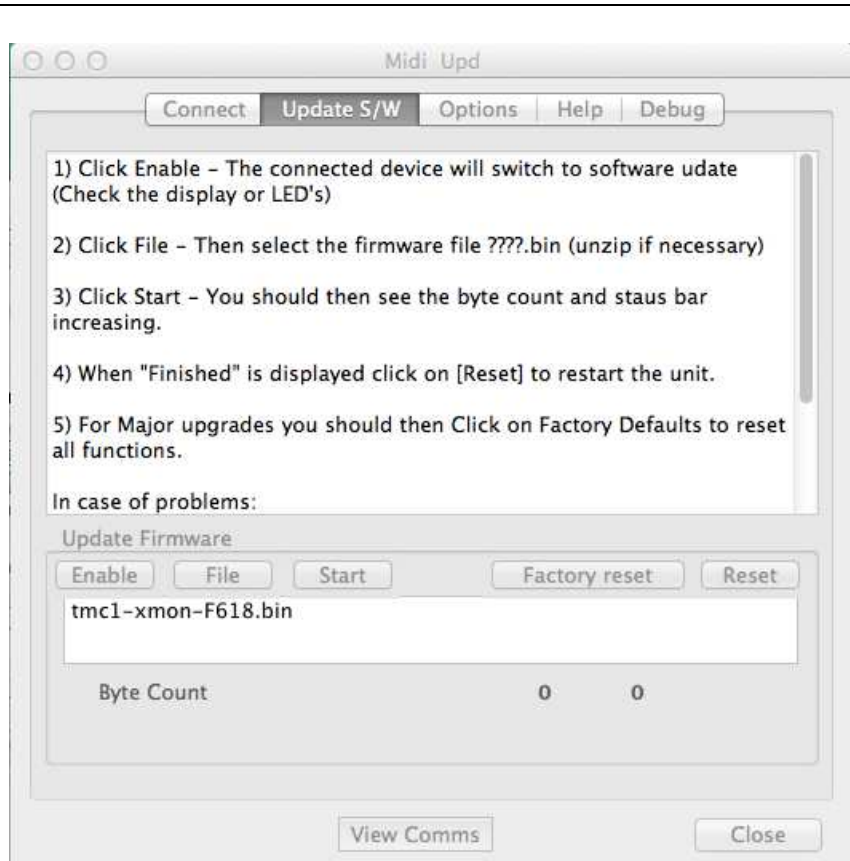 Midi Upd
Connect Update S/W Options Help Debug
1) Click Enable – The connected device will switch to software udate
(Check the display or LED's)
2) Click File – Then select the firmware file ????.bin (unzip if necessary)
3) Click Start – You should then see the byte count and staus bar
increasing.
4) When "Finished" is displayed click on [Reset] to restart the unit.
5) For Major upgrades you should then Click on Factory Defaults to reset
all functions.
In case of problems:
Update Firmware
Enable File Start Factory reset Reset
tmc1-xmon-F618.bin
Byte Count 0 0
View Comms Close